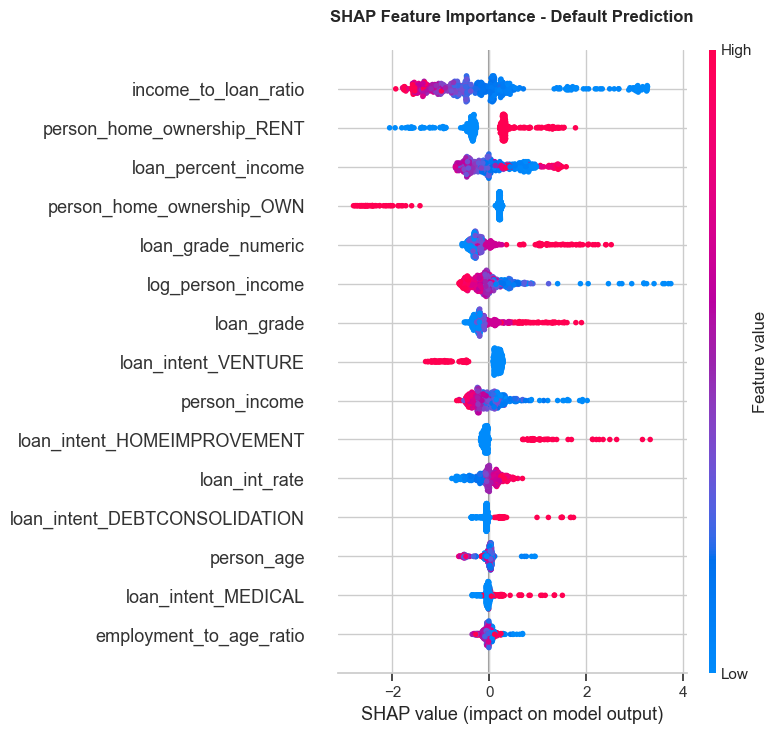 SHAP Feature Importance - Default Prediction
High
income_to_loan_ratio
person_home_ownership_RENT
loan_percent_income
person_home_ownership_OWN
loan_grade_numeric
log_person_income
loan_grade
loan_intent_VENTURE
person_income
loan_intent_HOMEIMPROVEMENT
loan_int_rate
loan_intent_DEBTCONSOLIDATION
person_age
loan_intent_MEDICAL
employment_to_age_ratio
Feature value
Low
−2 0 2 4
SHAP value (impact on model output)